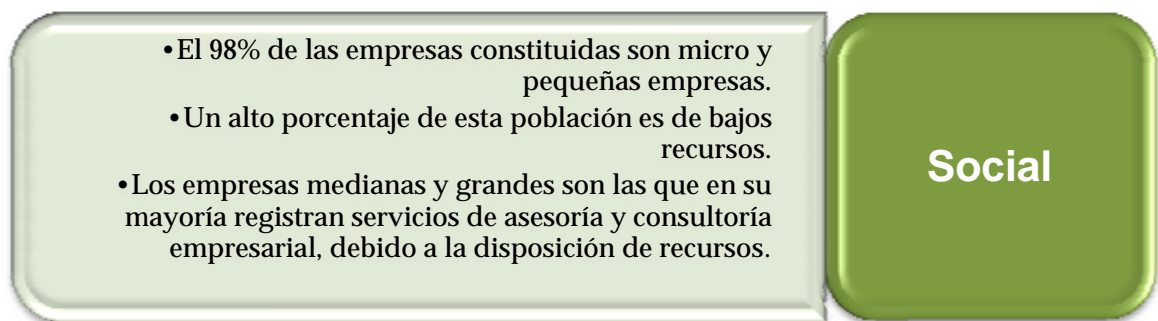 •El 98% de las empresas constituidas son micro y
pequeñas empresas.
•Un alto porcentaje de esta población es de bajos
recursos.
•Los empresas medianas y grandes son las que en su
mayoría registran servicios de asesoría y consultoría
empresarial, debido a la disposición de recursos.
Social